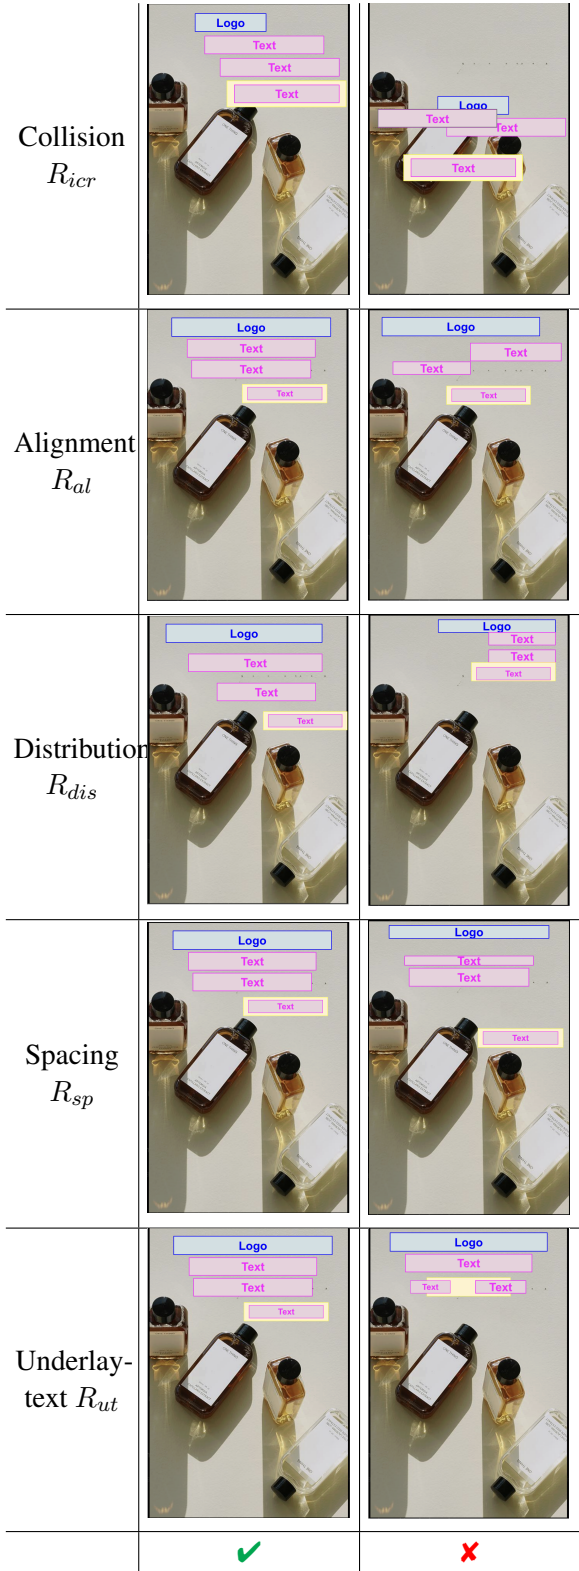 Logo
Text
Text
Text
Logo
Text
Text
Text
Collision
R_icr
Logo
Text
Text
Text
Logo
Text
Text
Text
Alignment
R_al
Logo
Text
Text
Text
Logo
Text
Text
Text
Distribution
R_dis
Logo
Text
Text
Text
Logo
Text
Text
Text
Spacing
R_sp
Logo
Text
Text
Text
Logo
Text
Text
Text
Underlay-
text R_ut
✔ ✘